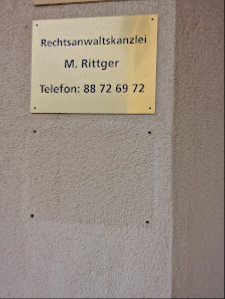 Rechtsanwaltskanzlei
M. Rittger
Telefon: 88 72 69 72